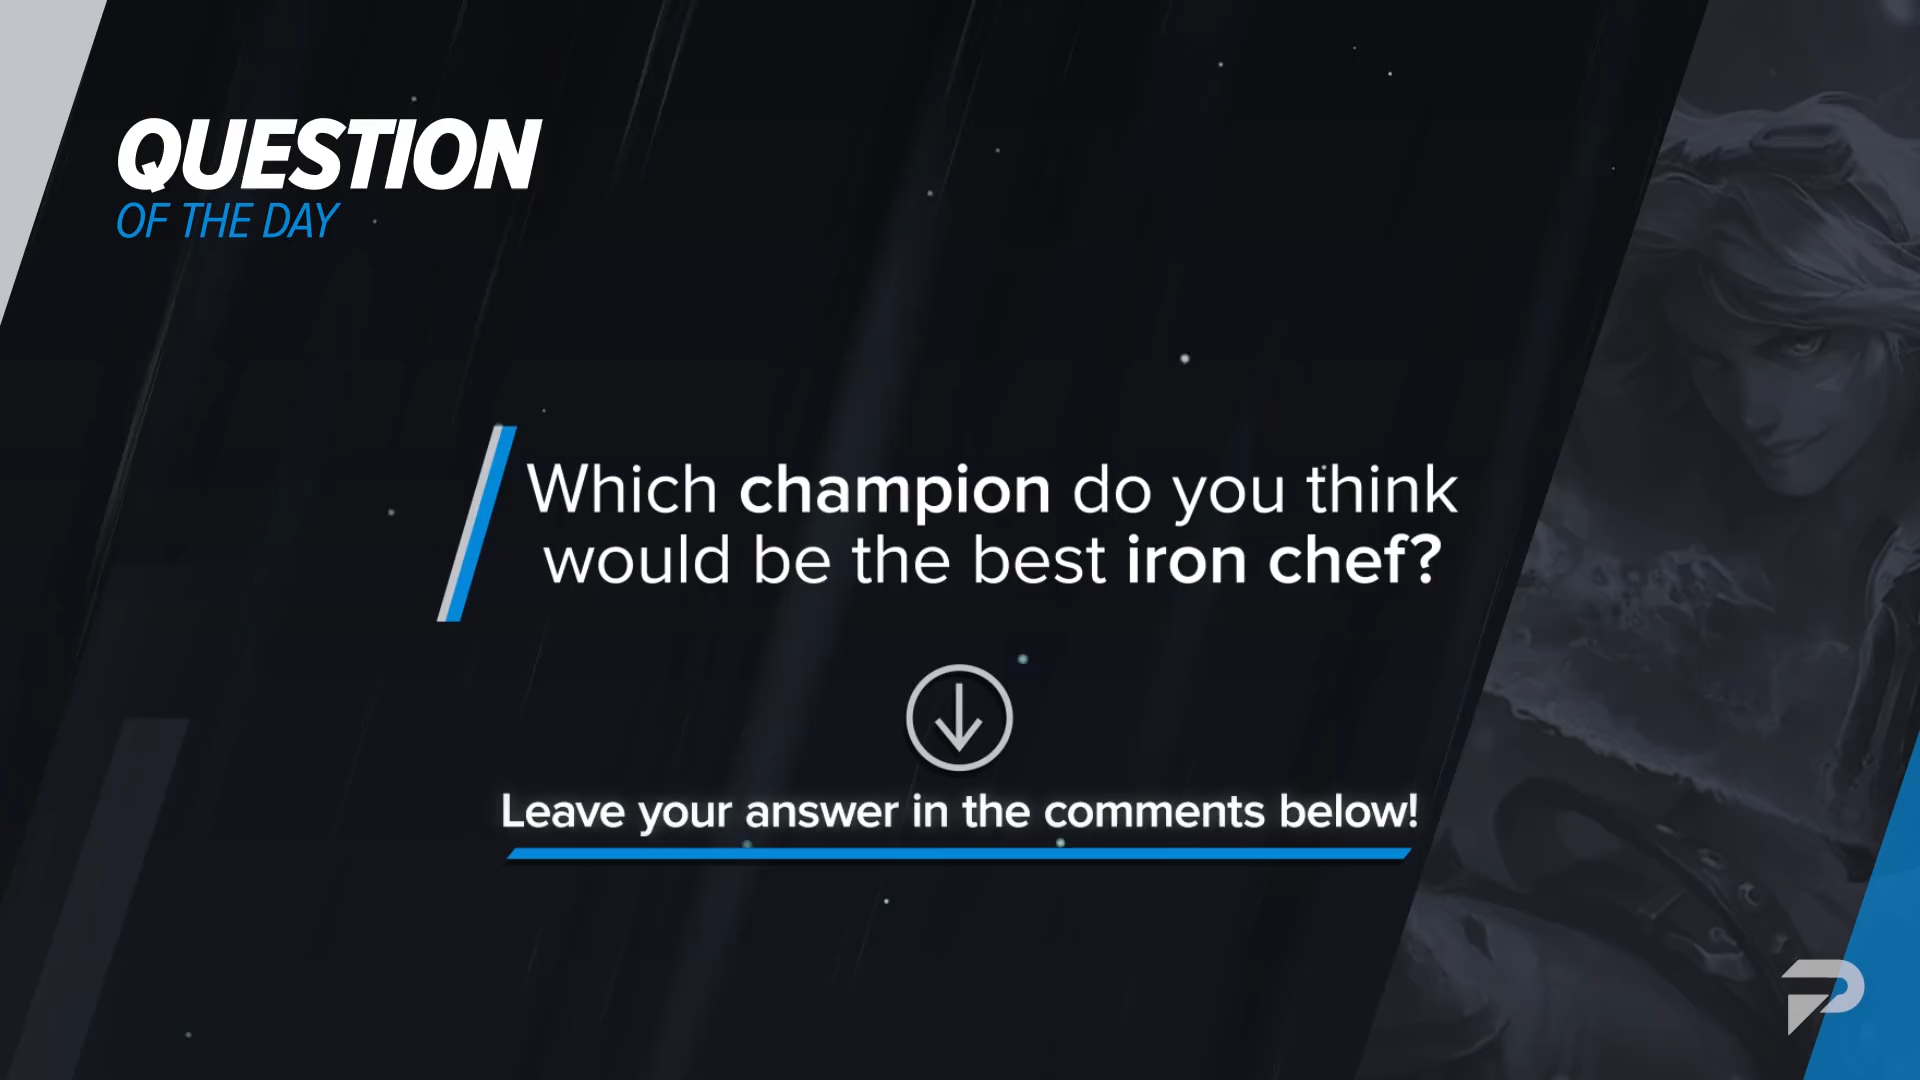 QUESTION
OF THE DAY
Which champion do you think
would be the best iron chef?
Leave your answer in the comments below!